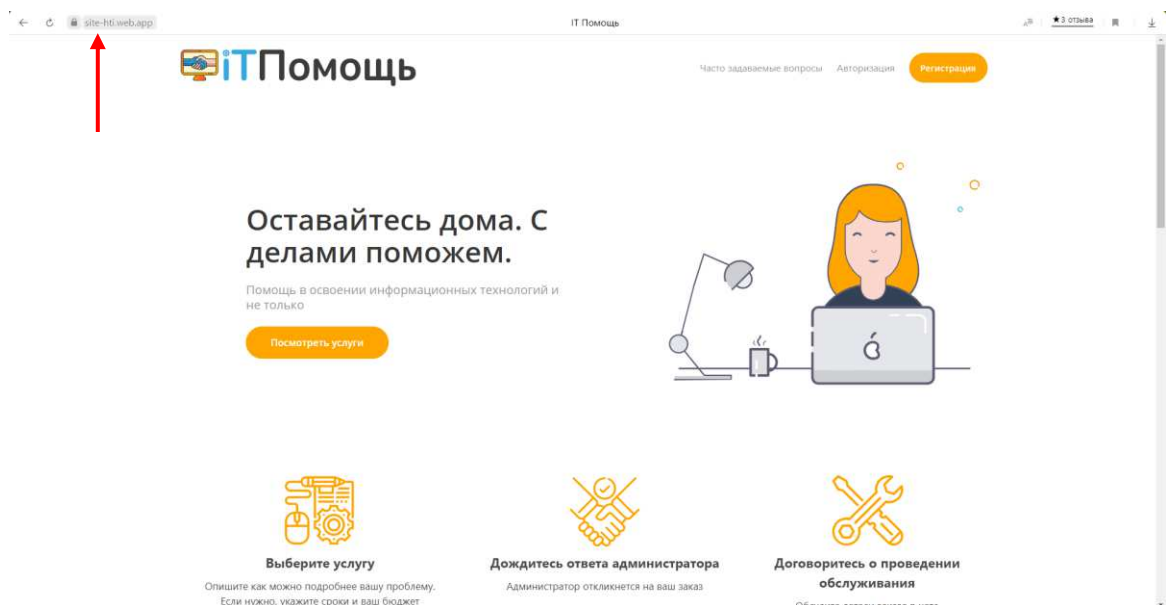 site-hti.web.app
IT Помощь
★3 отзыва
iTПомощь
Часто задаваемые вопросы
Авторизация
Регистрация
Оставайтесь дома. С
делами поможем.
Помощь в освоении информационных технологий и
не только
Посмотреть услуги
Выберите услугу
Опишите как можно подробнее вашу проблему.
Если нужно, укажите сроки и ваш бюджет
Дождитесь ответа администратора
Администратор откликнется на ваш заказ
Договоритесь о проведении
обслуживания